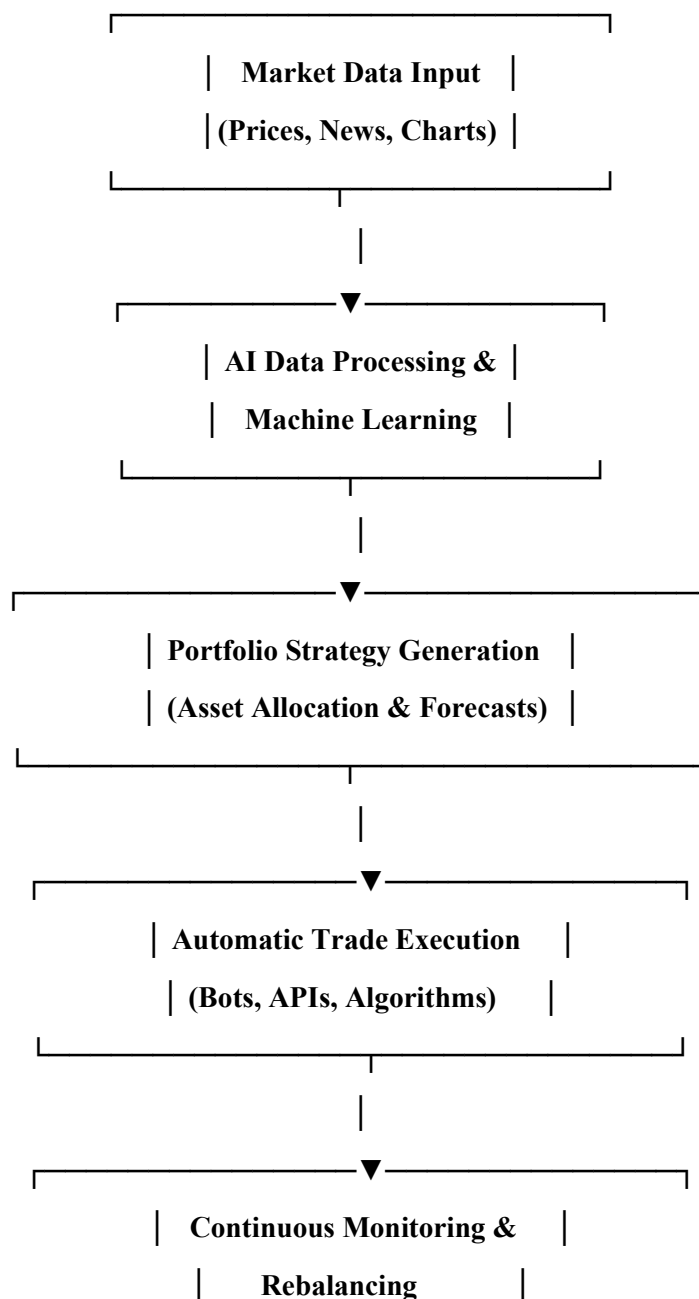 Market Data Input
(Prices, News, Charts)
AI Data Processing &
Machine Learning
Portfolio Strategy Generation
(Asset Allocation & Forecasts)
Automatic Trade Execution
(Bots, APIs, Algorithms)
Continuous Monitoring &
Rebalancing